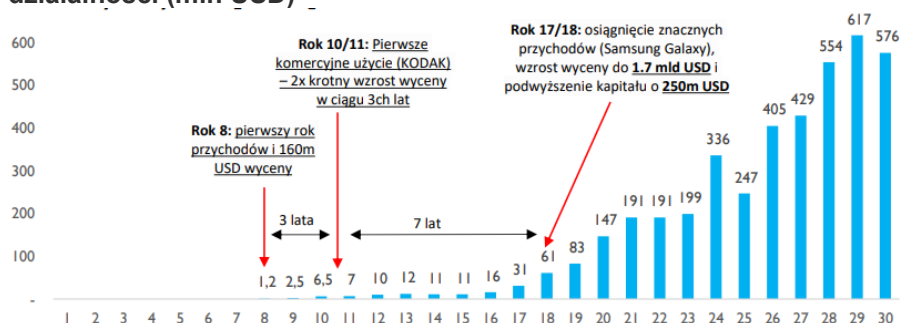 działalności (mln USD)
Rok 17/18: osiągnięcie znacznych
przychodów (Samsung Galaxy),
wzrost wyceny do 1.7 mld USD i
podwyższenie kapitału o 250m USD
Rok 10/11: Pierwsze
komercyjne użycie (KODAK)
– 2x krotny wzrost wyceny
w ciągu 3ch lat
Rok 8: pierwszy rok
przychodów i 160m
USD wyceny
3 lata
7 lat
600
500
400
300
200
100
-
1,2 2,5 6,5 7 10 12 11 11 16 31 61 83 147 191 191 199 336 247 405 429 554 617 576
1 2 3 4 5 6 7 8 9 10 11 12 13 14 15 16 17 18 19 20 21 22 23 24 25 26 27 28 29 30